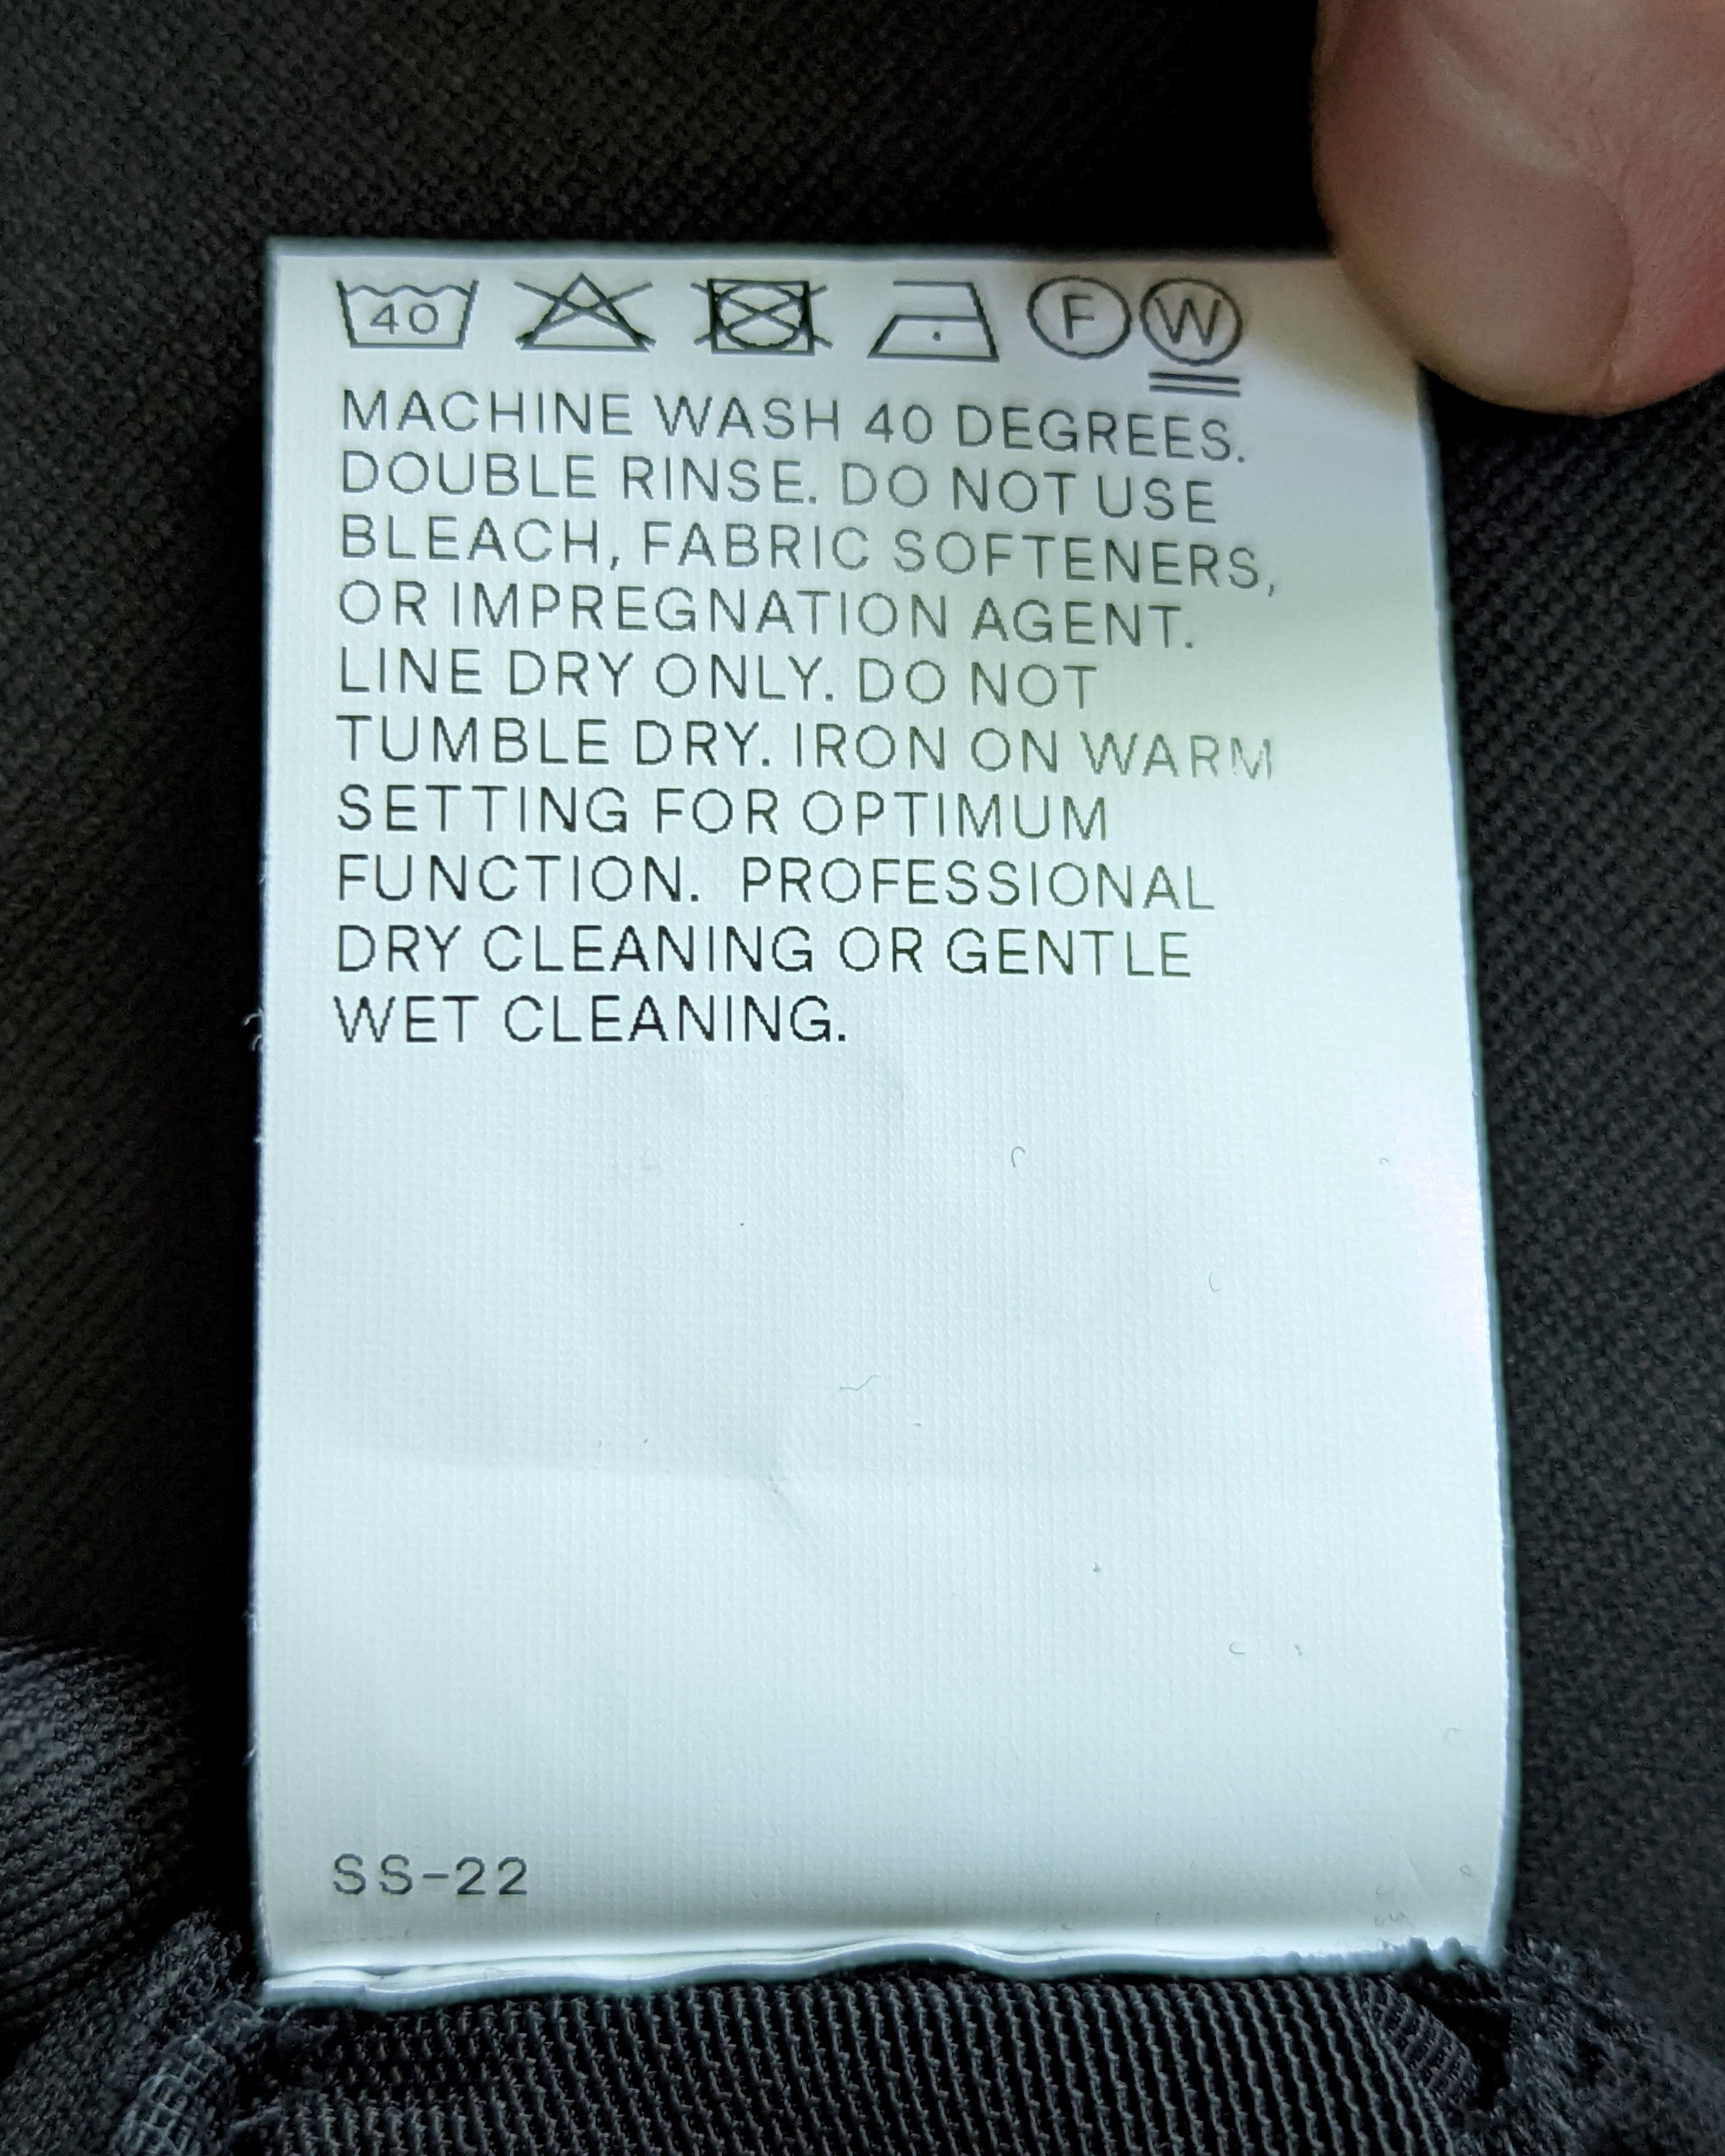 40 F W
MACHINE WASH 40 DEGREES.
DOUBLE RINSE. DO NOT USE
BLEACH, FABRIC SOFTENERS,
OR IMPREGNATION AGENT.
LINE DRY ONLY. DO NOT
TUMBLE DRY. IRON ON WARM
SETTING FOR OPTIMUM
FUNCTION. PROFESSIONAL
DRY CLEANING OR GENTLE
WET CLEANING.
SS-22